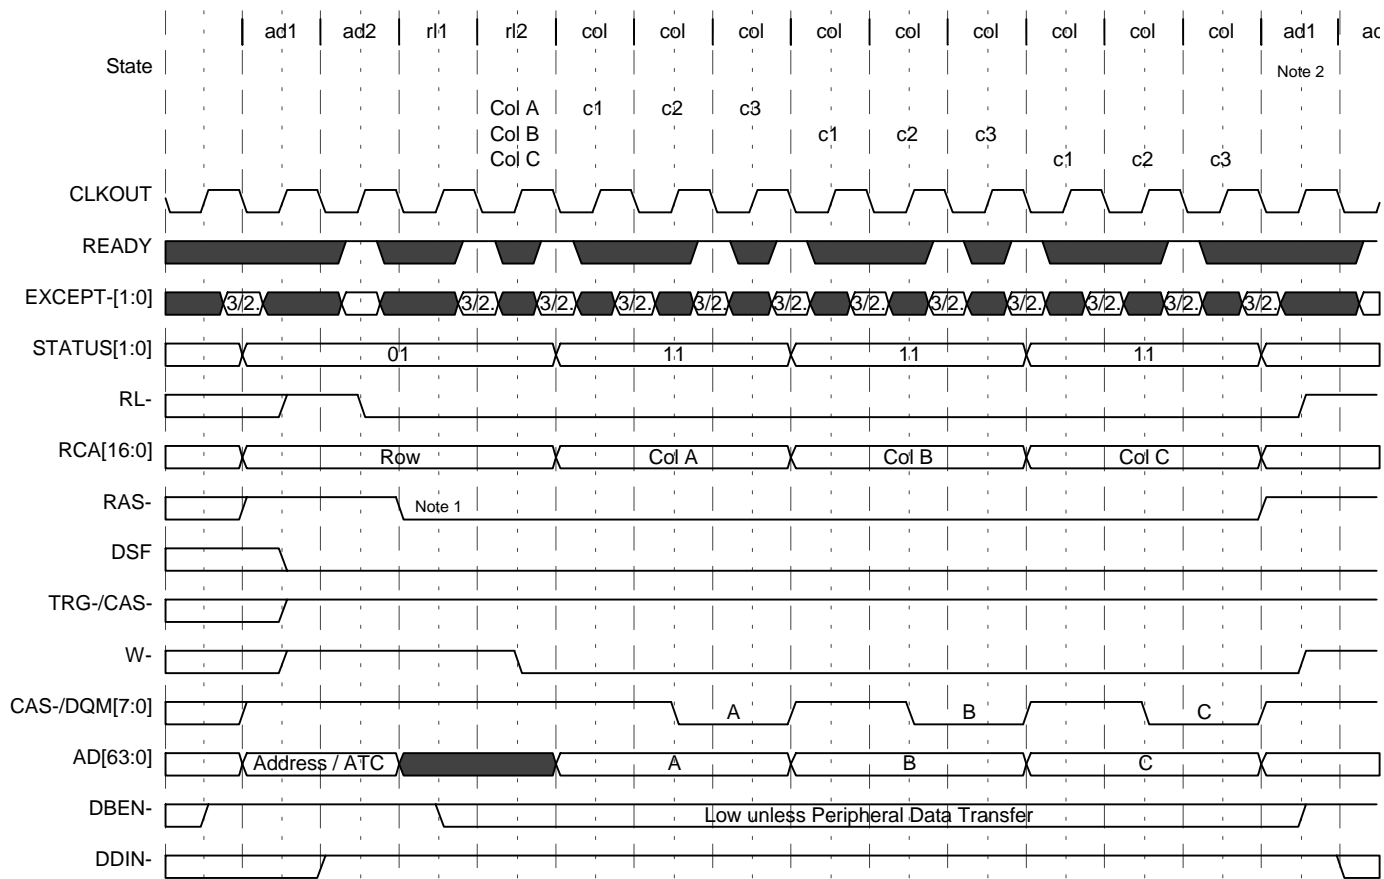 ad1 ad2 rl1 rl2 col col col col col col col col col ad1 ad
State Note 2
Col A c1 c2 c3
Col B c1 c2 c3
Col C c1 c2 c3
CLKOUT
READY
EXCEPT-[1:0] 3/2. 3/2. 3/2. 3/2. 3/2. 3/2. 3/2. 3/2. 3/2. 3/2. 3/2. 3/2.
STATUS[1:0] 01 11 11 11
RL-
RCA[16:0] Row Col A Col B Col C
RAS- Note 1
DSF
TRG-/CAS-
W-
CAS-/DQM[7:0] A B C
AD[63:0] Address / ATC A B C
DBEN- Low unless Peripheral Data Transfer
DDIN-